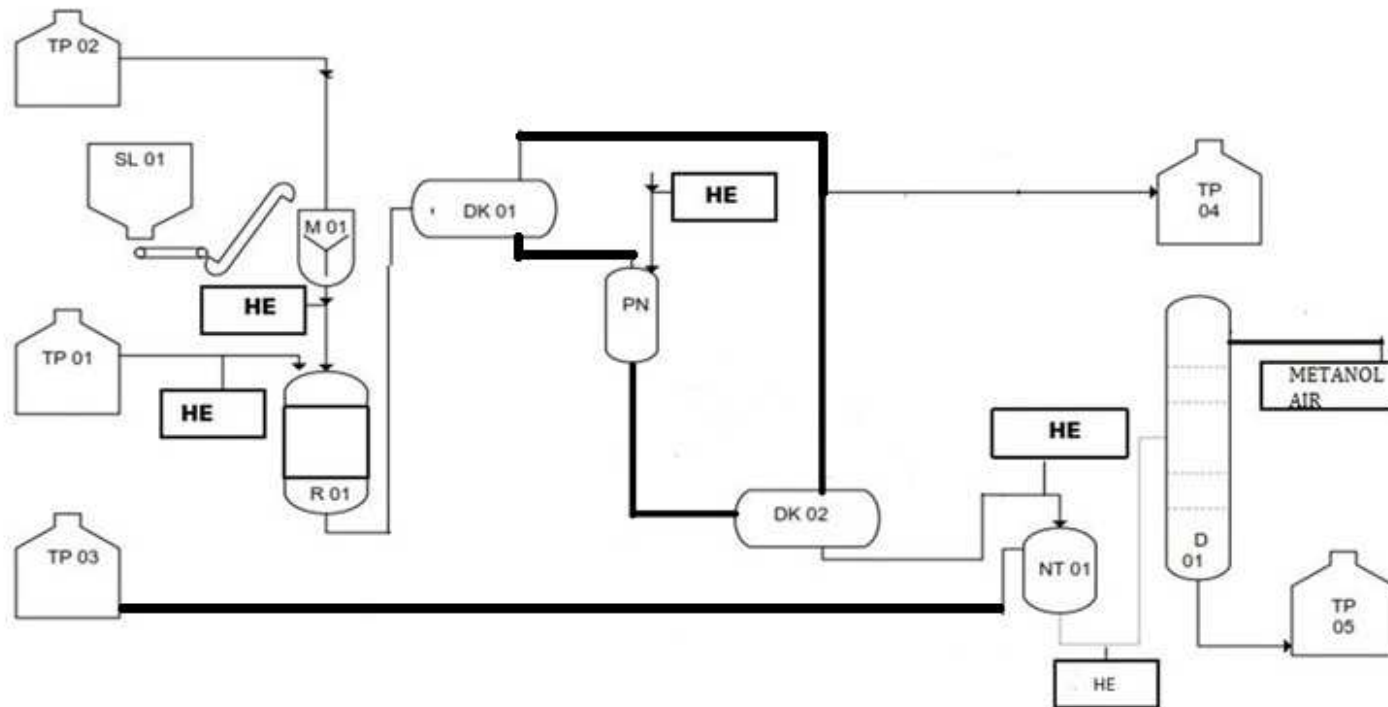 TP 02
SL 01
M 01
HE
TP 01
HE
R 01
TP 03
DK 01
HE
PN
DK 02
TP
04
HE
NT 01
HE
METANOL
AIR
D
01
TP
05